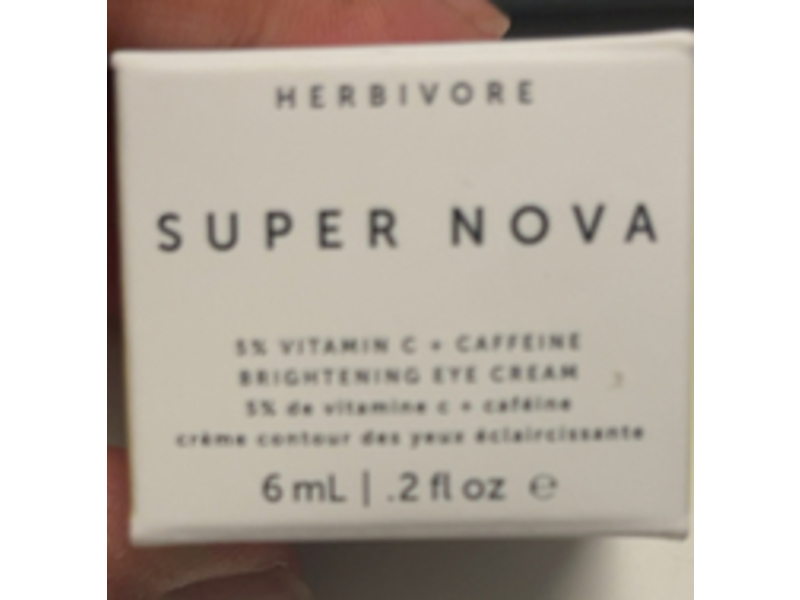 HERBIVORE
SUPER NOVA
5% VITAMIN C + CAFFEINE
BRIGHTENING EYE CREAM
5% de vitamine c + caféine
crème contour des yeux éclaircissante
6 mL | .2 fl oz ℮